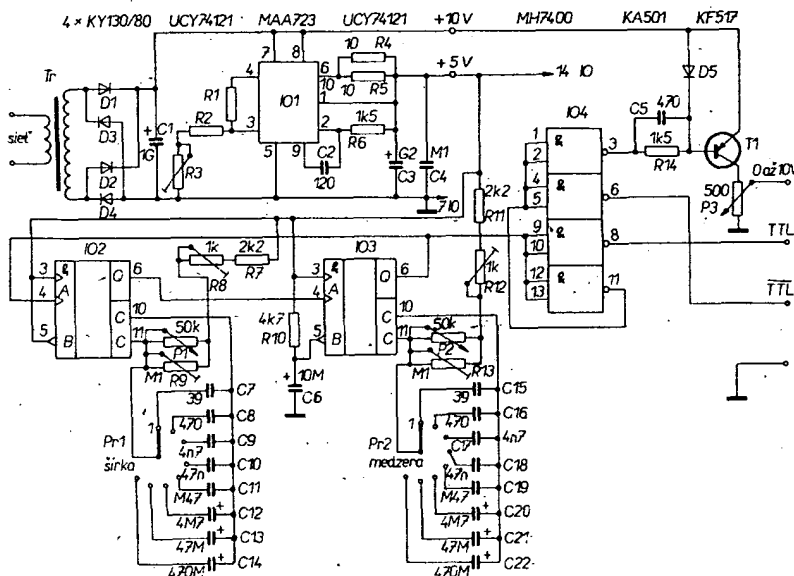 4 × KY130/80 UCY74121 MAA723 UCY74121 +10V MH7400 KA501 KF517
7 8 10 R4
Tr 4 6 +5V 14 IO D5
D1 R1 IO1 10 10 R5 IO4 C5 470
sieť D3 C1 1G R2 3 1 2 1k5 R6 1 2 & 3 1k5 R14 T1
D2 R3 5 9 C2 120 G2 C3 M1 C4 4 5 & 6 500 P3 0 až 10V
D4 7 IO 2k2 R11
IO2 1k R8 2k2 R7 IO3 9 10 & 8 TTL
3 4 & A Q 6 3 4 & A Q 6 1k R12 12 13 & 11
10 C 4k7 R10 10 C TTL
5 B 11 C 50k P1 5 B 11 C 50k P2
M1 R9 10M C6 M1 R13
39 C7 39 C15
1 470 C8 1 470 C16
Pr1 4n7 C9 Pr2 4n7 C17
šírka 47n C10 medzera 47n C18
M47 C11 M47 C19
4M7 C12 4M7 C20
47M C13 47M C21
470M C14 470M C22